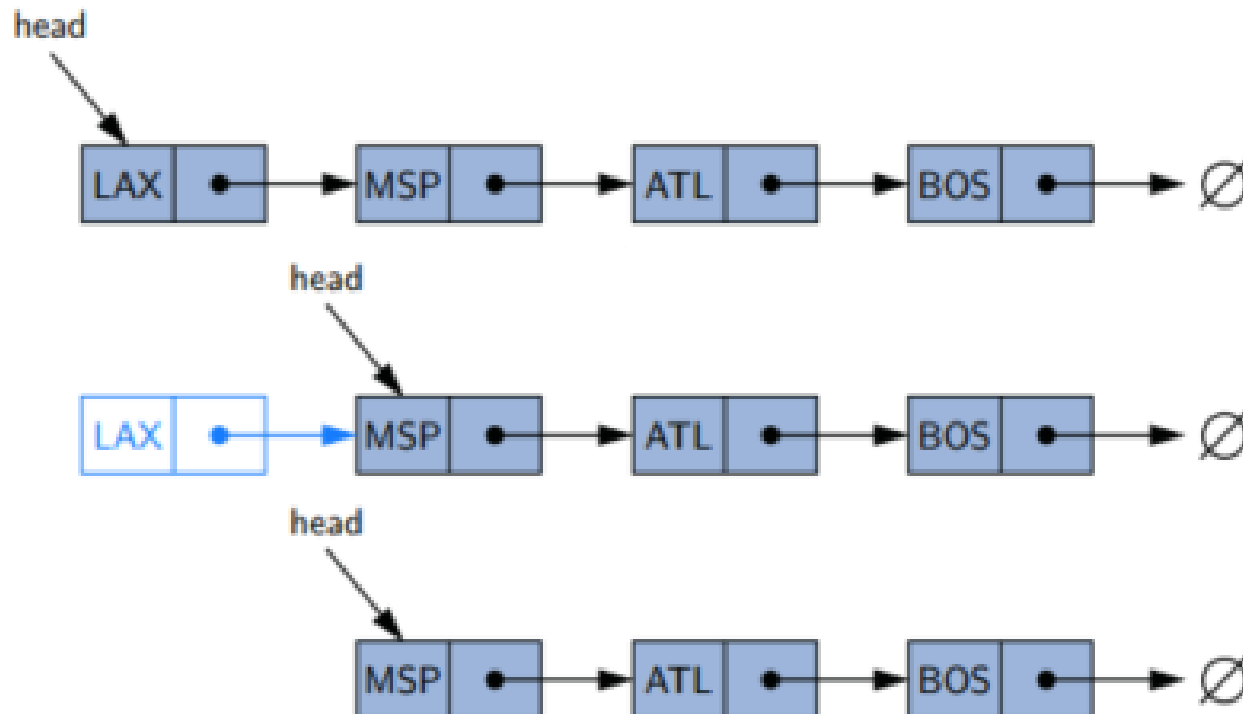 head
LAX MSP ATL BOS ∅
head
LAX MSP ATL BOS ∅
head
MSP ATL BOS ∅